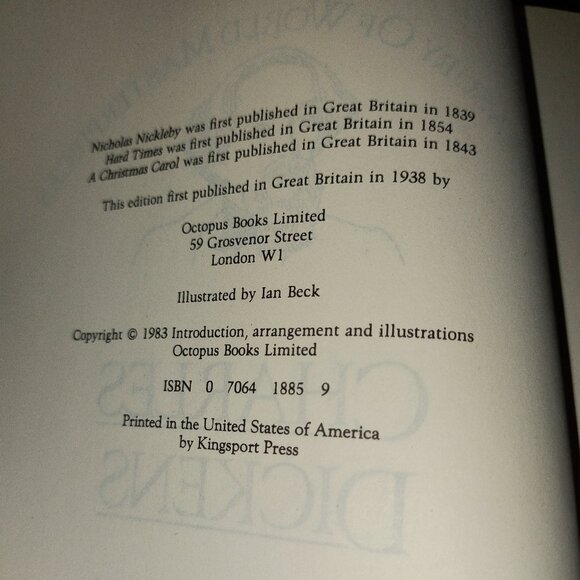 Nicholas Nickleby was first published in Great Britain in 1839
Hard Times was first published in Great Britain in 1854
A Christmas Carol was first published in Great Britain in 1843
This edition first published in Great Britain in 1938 by
Octopus Books Limited
59 Grosvenor Street
London W1
Illustrated by Ian Beck
Copyright © 1983 Introduction, arrangement and illustrations
Octopus Books Limited
ISBN 0 7064 1885 9
Printed in the United States of America
by Kingsport Press
CHARLES
DICKENS